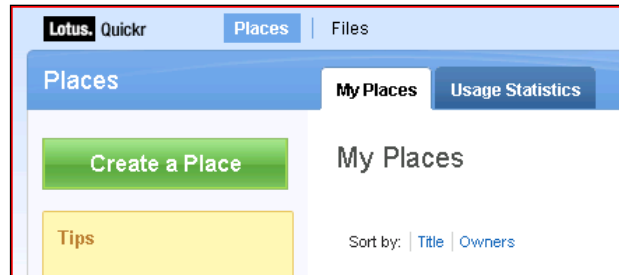 Lotus. Quickr Places Files
Places
My Places Usage Statistics
Create a Place
My Places
Tips
Sort by: Title Owners